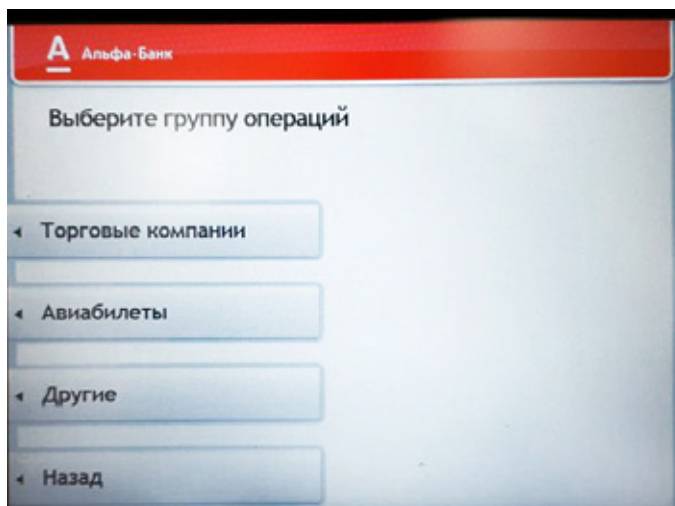 А Альфа·Банк
Выберите группу операций
Торговые компании
Авиабилеты
Другие
Назад